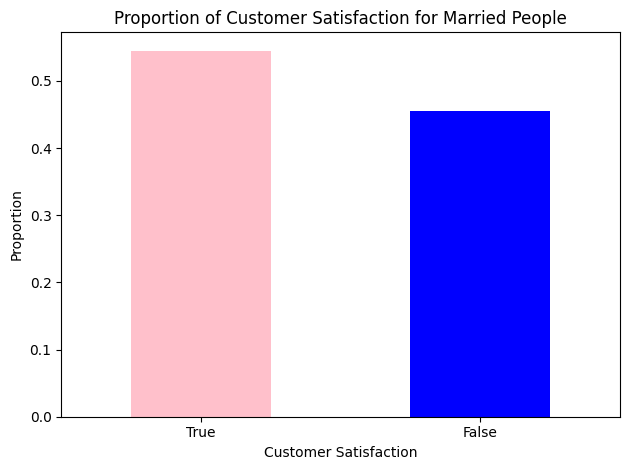 Proportion of Customer Satisfaction for Married People
Proportion
0.5
0.4
0.3
0.2
0.1
0.0
True False
Customer Satisfaction